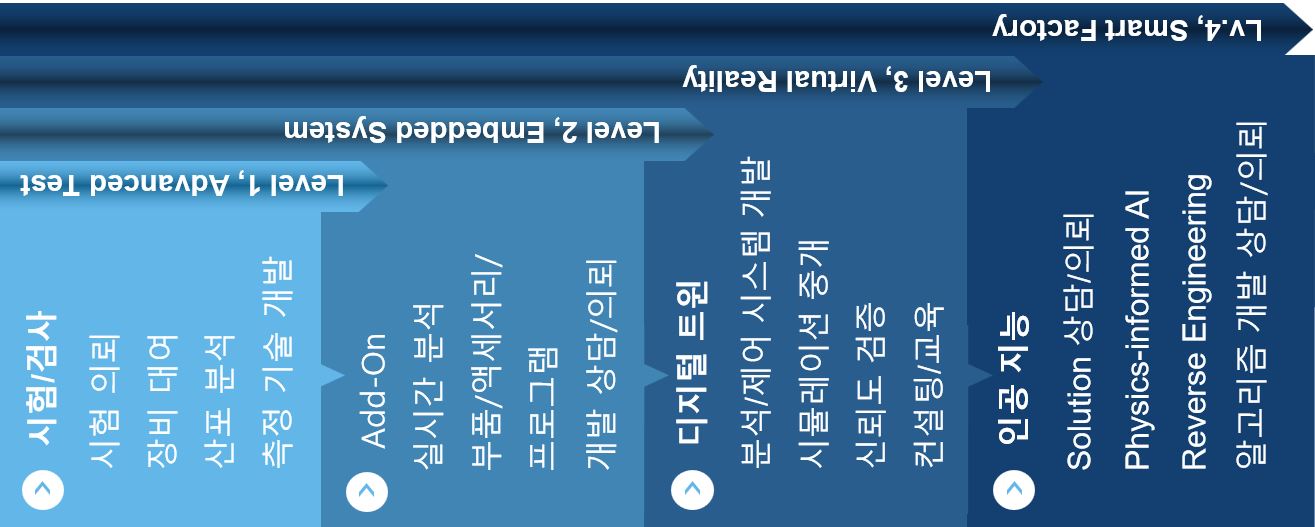 시험/검사
시험 의뢰
장비 대여
산포 분석
측정 기술 개발
Level 1, Advanced Test
Add-On
실시간 분석
부품/액세서리/
프로그램
개발 상담/의뢰
Level 2, Embedded System
디지털 트윈
분석/제어 시스템 개발
시뮬레이션 중개
신뢰도 검증
컨설팅/교육
Level 3, Virtual Reality
인공 지능
Solution 상담/의뢰
Physics-informed AI
Reverse Engineering
알고리즘 개발 상담/의뢰
Lv.4, Smart Factory